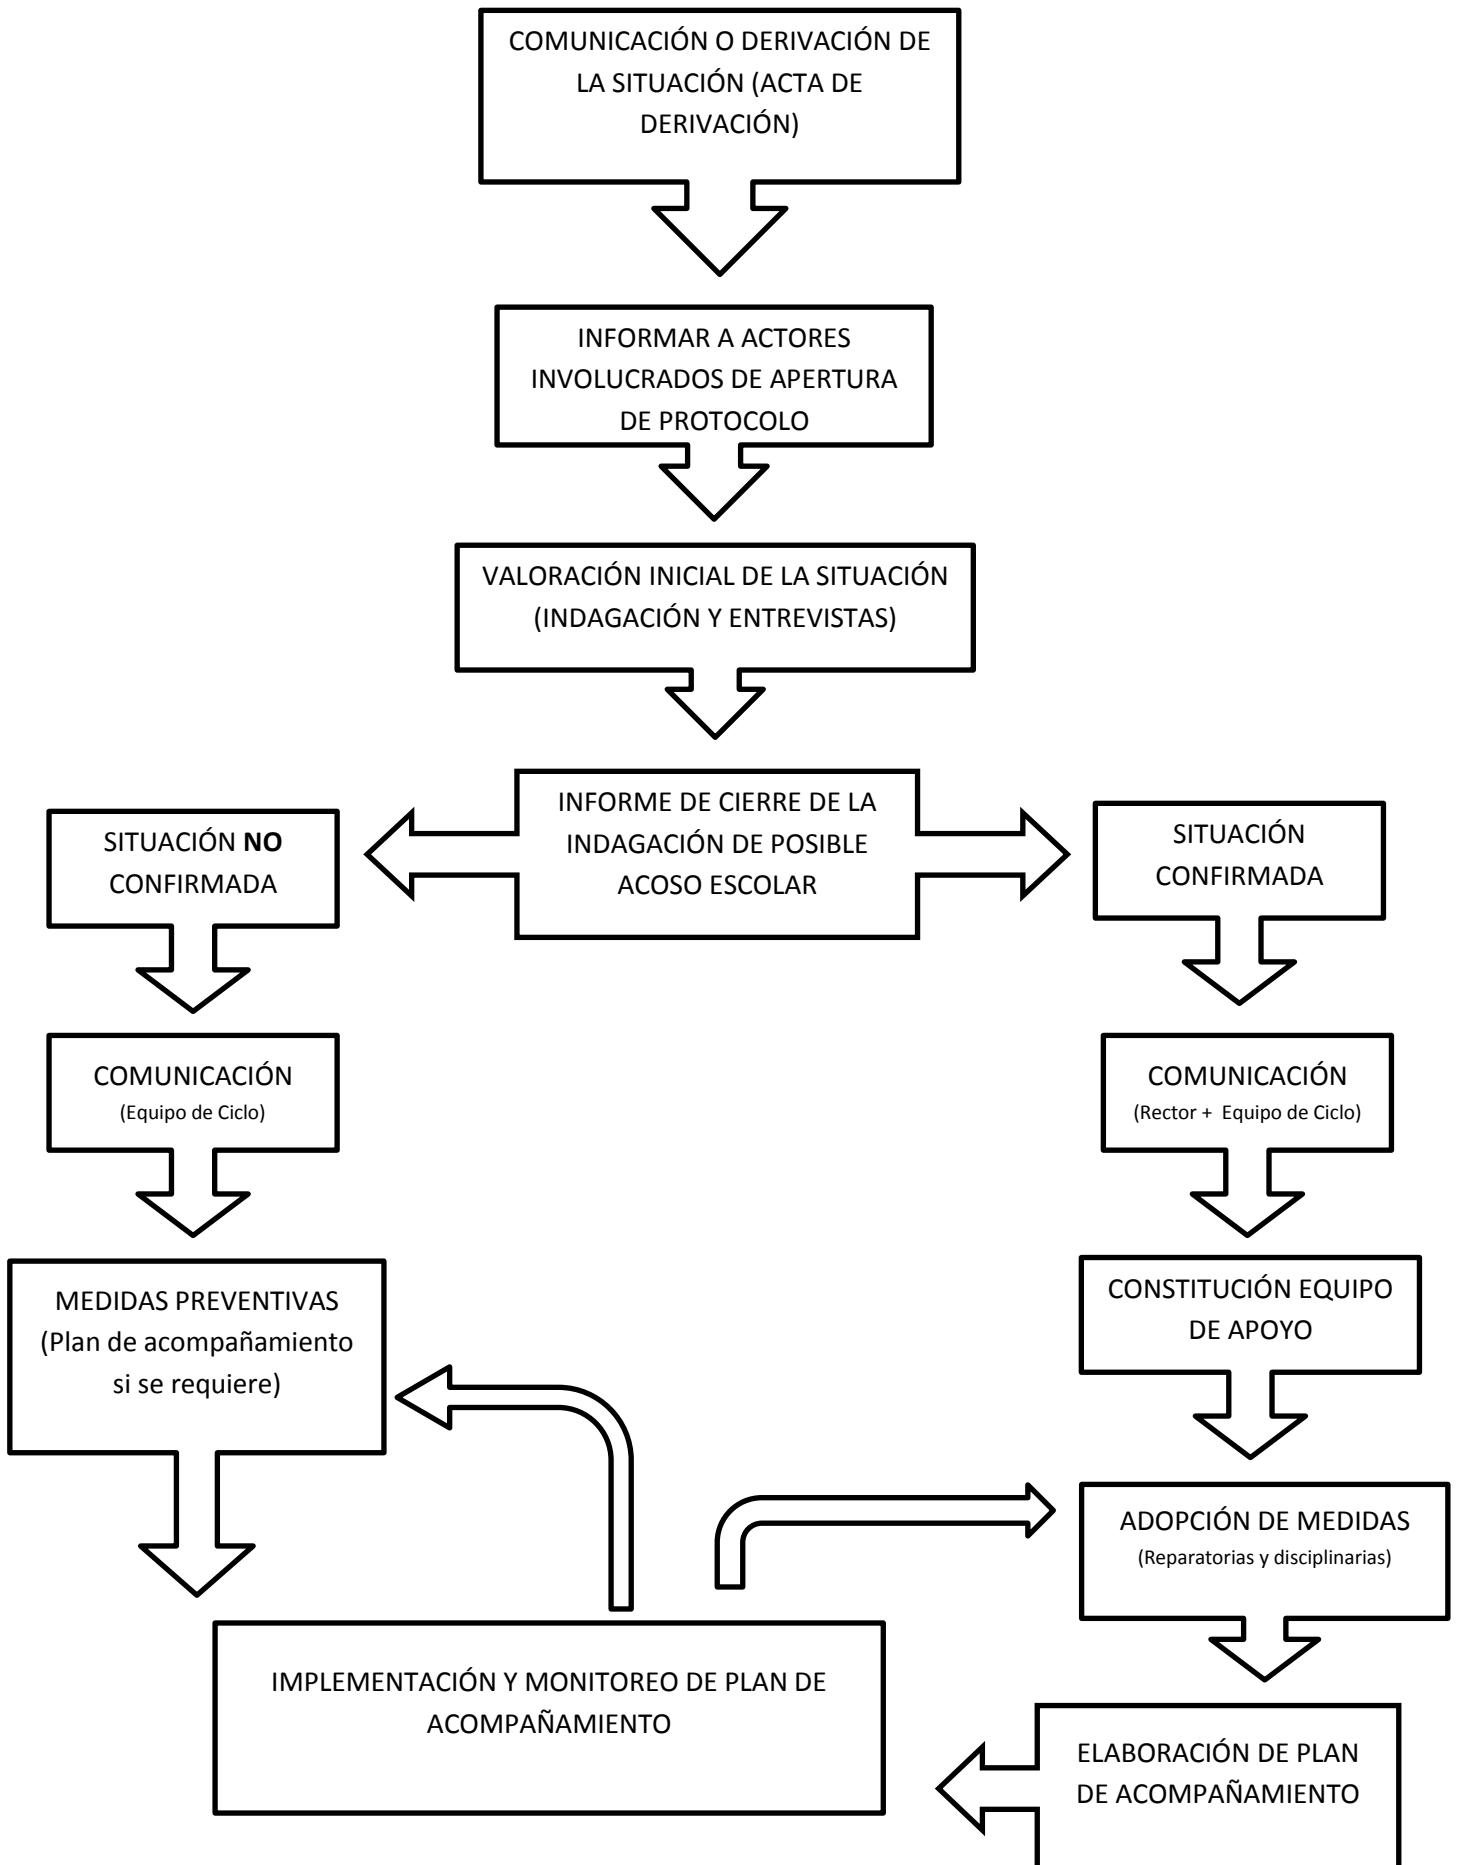 COMUNICACIÓN O DERIVACIÓN DE
LA SITUACIÓN (ACTA DE
DERIVACIÓN)
INFORMAR A ACTORES
INVOLUCRADOS DE APERTURA
DE PROTOCOLO
VALORACIÓN INICIAL DE LA SITUACIÓN
(INDAGACIÓN Y ENTREVISTAS)
INFORME DE CIERRE DE LA
INDAGACIÓN DE POSIBLE
ACOSO ESCOLAR
SITUACIÓN NO
CONFIRMADA
SITUACIÓN
CONFIRMADA
COMUNICACIÓN
(Equipo de Ciclo)
COMUNICACIÓN
(Rector + Equipo de Ciclo)
MEDIDAS PREVENTIVAS
(Plan de acompañamiento
si se requiere)
CONSTITUCIÓN EQUIPO
DE APOYO
ADOPCIÓN DE MEDIDAS
(Reparatorias y disciplinarias)
IMPLEMENTACIÓN Y MONITOREO DE PLAN DE
ACOMPAÑAMIENTO
ELABORACIÓN DE PLAN
DE ACOMPAÑAMIENTO